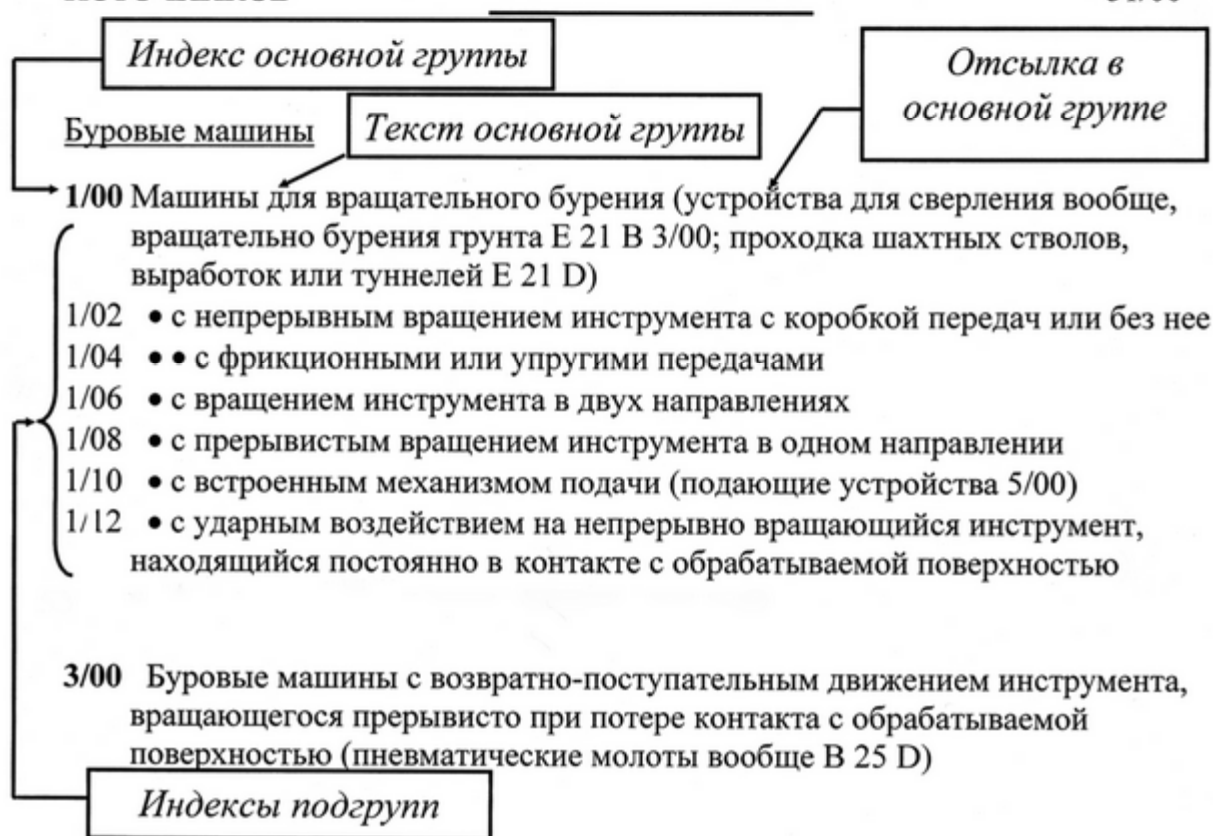 Индекс основной группы
Отсылка в
основной группе
Буровые машины
Текст основной группы
1/00 Машины для вращательного бурения (устройства для сверления вообще,
вращательно бурения грунта E 21 B 3/00; проходка шахтных стволов,
выработок или туннелей E 21 D)
1/02 • с непрерывным вращением инструмента с коробкой передач или без нее
1/04 • • с фрикционными или упругими передачами
1/06 • с вращением инструмента в двух направлениях
1/08 • с прерывистым вращением инструмента в одном направлении
1/10 • с встроенным механизмом подачи (подающие устройства 5/00)
1/12 • с ударным воздействием на непрерывно вращающийся инструмент,
находящийся постоянно в контакте с обрабатываемой поверхностью
3/00 Буровые машины с возвратно-поступательным движением инструмента,
вращающегося прерывисто при потере контакта с обрабатываемой
поверхностью (пневматические молоты вообще B 25 D)
Индексы подгрупп